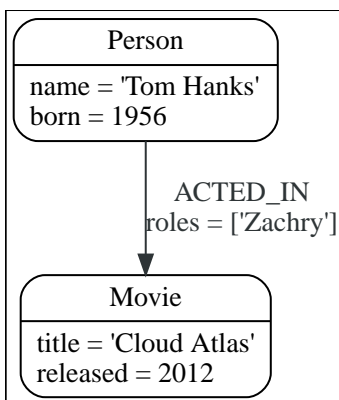 Person
name = 'Tom Hanks'
born = 1956
ACTED_IN
roles = ['Zachry']
Movie
title = 'Cloud Atlas'
released = 2012